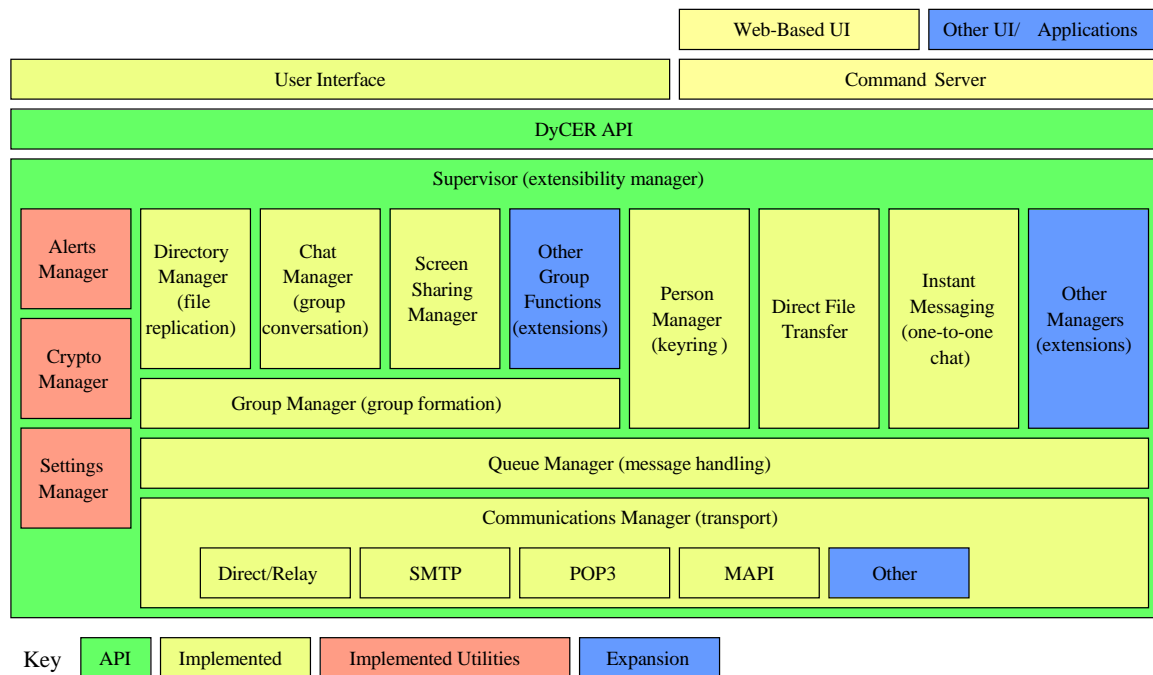 Web-Based UI
Other UI/ Applications
User Interface
Command Server
DyCER API
Supervisor (extensibility manager)
Alerts
Manager
Crypto
Manager
Settings
Manager
Directory
Manager
(file
replication)
Chat
Manager
(group
conversation)
Screen
Sharing
Manager
Other
Group
Functions
(extensions)
Person
Manager
(keyring )
Direct File
Transfer
Instant
Messaging
(one-to-one
chat)
Other
Managers
(extensions)
Group Manager (group formation)
Queue Manager (message handling)
Communications Manager (transport)
Direct/Relay
SMTP
POP3
MAPI
Other
Key
API
Implemented
Implemented Utilities
Expansion